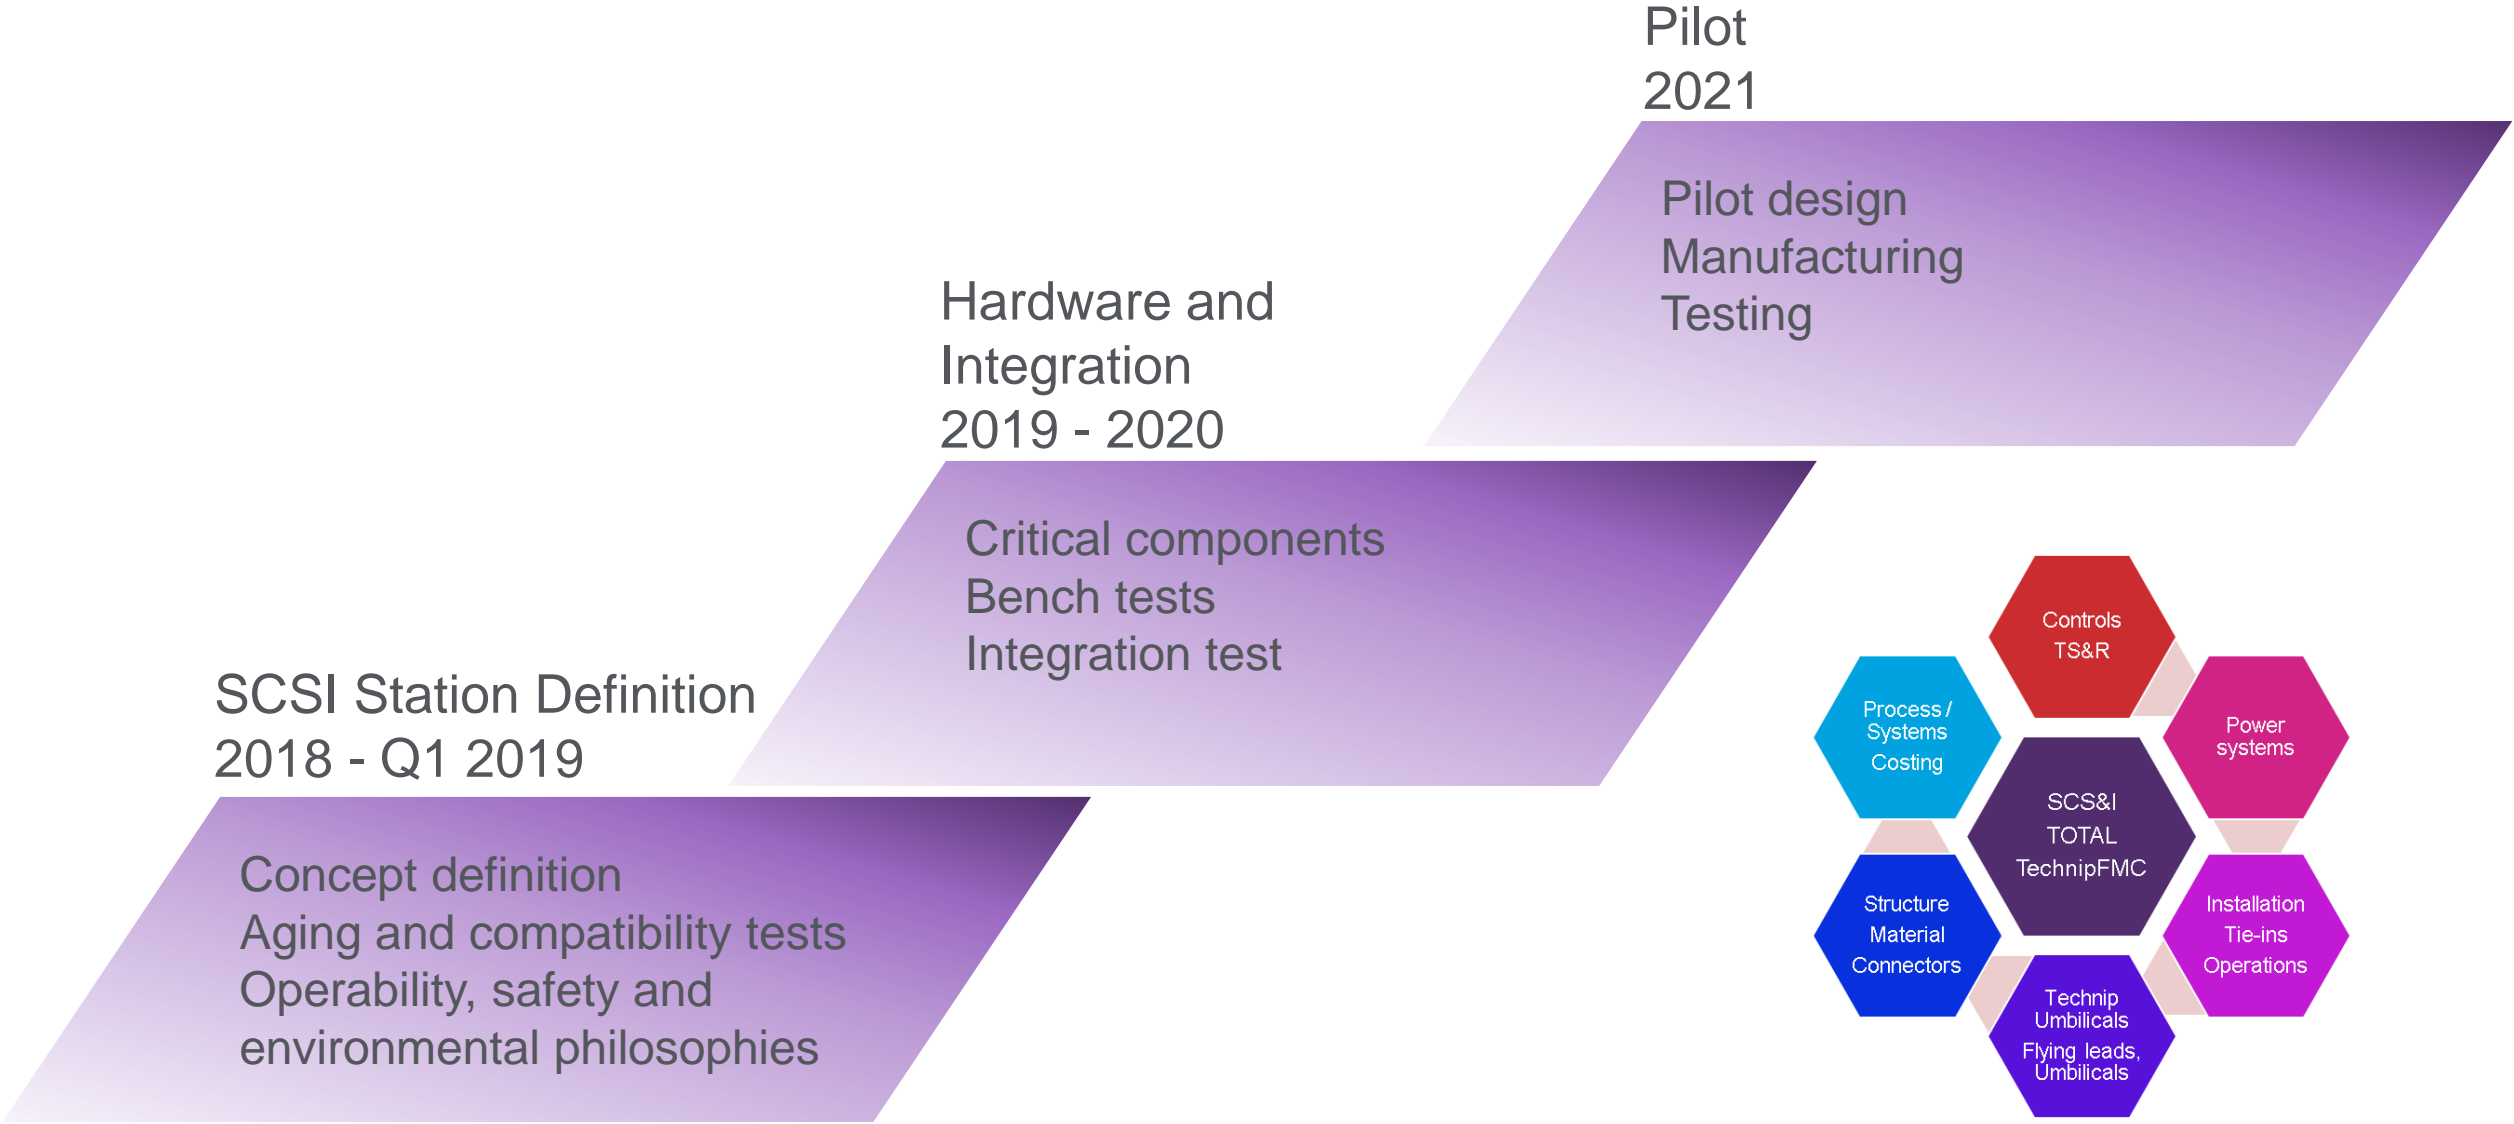 Pilot
2021
Pilot design
Manufacturing
Testing
Hardware and
Integration
2019 - 2020
Critical components
Bench tests
Integration test
SCSI Station Definition
2018 - Q1 2019
Concept definition
Aging and compatibility tests
Operability, safety and
environmental philosophies
Controls
TS&R
Process /
Systems
Costing
Power
systems
SCS&I
TOTAL
TechnipFMC
Structure
Material
Connectors
Installation
Tie-ins
Operations
Technip
Umbilicals
Flying leads,
Umbilicals